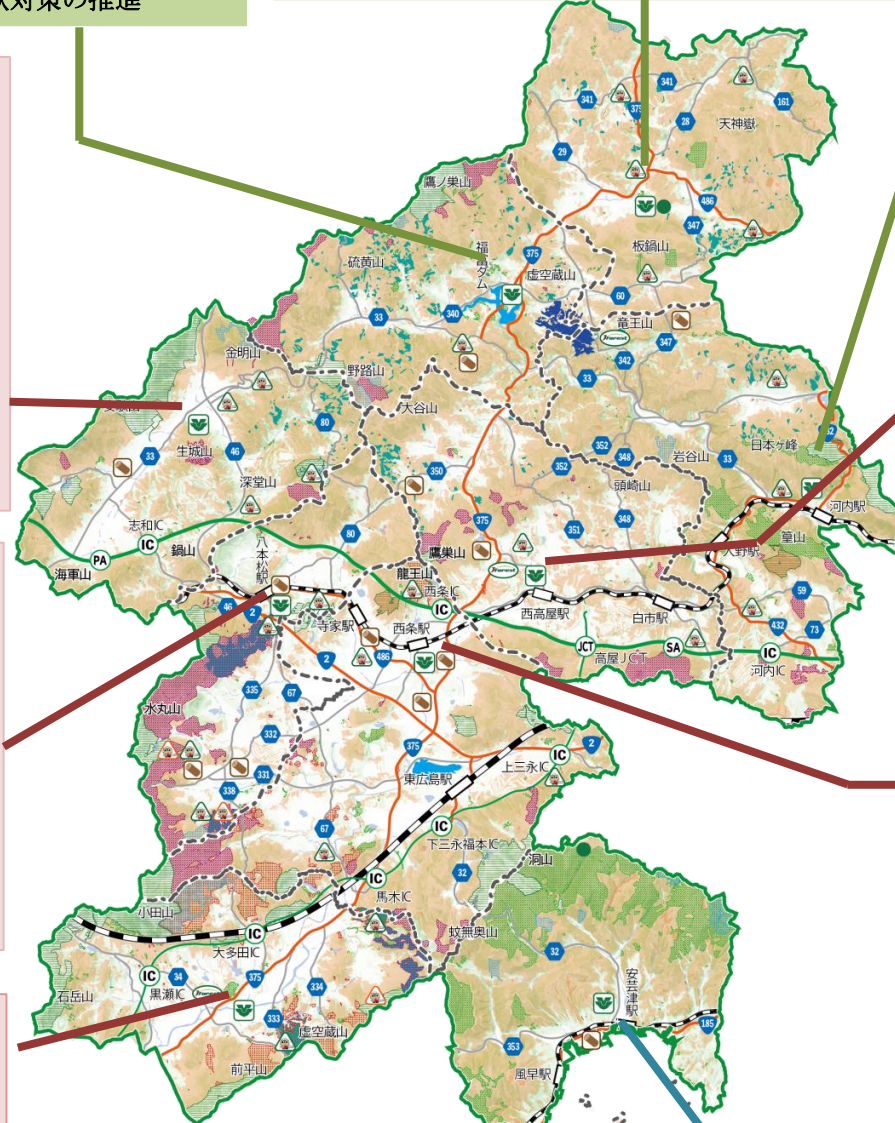 対策の推進
341
341
375
161
28
天神嶽
29
鷹ノ巣山
486
347
福富ダム
375
板鍋山
硫黄山
虚空蔵山
60
340
33
竜王山
Forest
347
342
金明山
野路山
33
大谷山
80
352
日本ヶ峰
生城山
46
33
352
348
岩谷山
33
350
頭崎山
深堂山
河内駅
348
志和IC
375
351
80
鷹巣山
篁山
IC
鍋山
八本松駅
入野駅
PA
海軍山
龍王山
Forest
西条IC
59
IC
46
2
寺家駅
西条駅
西高屋駅
白市駅
432
73
486
JCT
高屋JCT
SA
IC
2
河内IC
335
67
水丸山
332
375
2
上三永IC
IC
331
東広島駅
338
67
IC
下三永福本IC
洞山
32
IC
馬木IC
小田山
蚊無奥山
IC
大多田IC
32
安芸津駅
IC
34
375
334
石岳山
黒瀬IC
333
虚空蔵山
185
353
前平山
風早駅